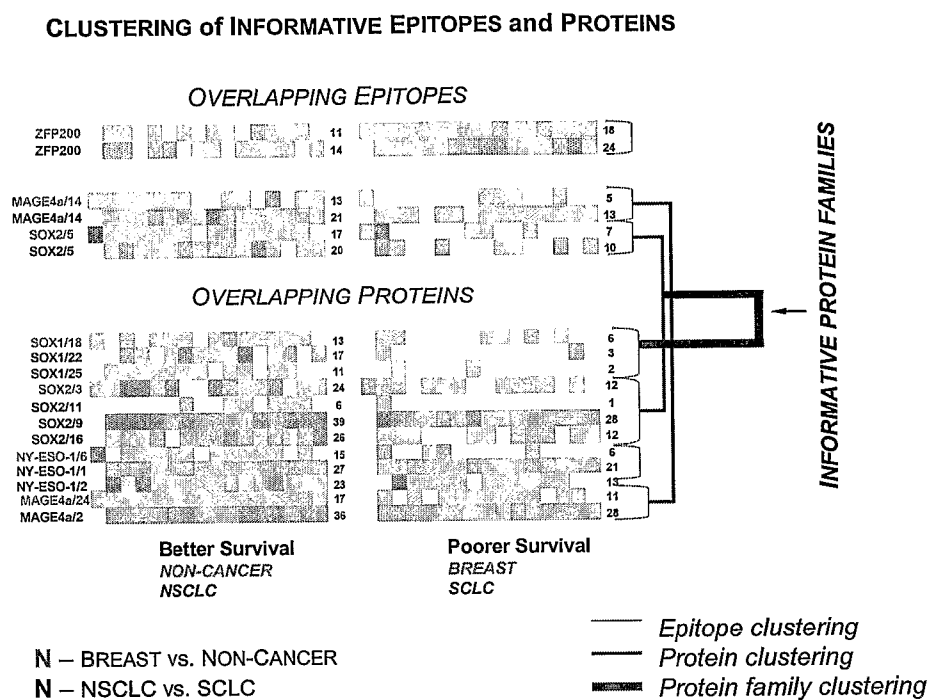 CLUSTERING of INFORMATIVE EPITOPES and PROTEINS
OVERLAPPING EPITOPES
ZFP200 11 18
ZFP200 14 24
MAGE4a/14 13 5
MAGE4a/14 21 13
SOX2/5 17 7
SOX2/5 20 10
OVERLAPPING PROTEINS
SOX1/18 13 6
SOX1/22 17 3
SOX1/25 11 2
SOX2/3 24 12
SOX2/11 6 1
SOX2/9 39 28
SOX2/16 26 12
NY-ESO-1/6 15 6
NY-ESO-1/1 27 21
NY-ESO-1/2 23 13
MAGE4a/24 17 11
MAGE4a/2 36 28
INFORMATIVE PROTEIN FAMILIES
Better Survival
NON-CANCER
NSCLC
Poorer Survival
BREAST
SCLC
N – BREAST vs. NON-CANCER
N – NSCLC vs. SCLC
Epitope clustering
Protein clustering
Protein family clustering